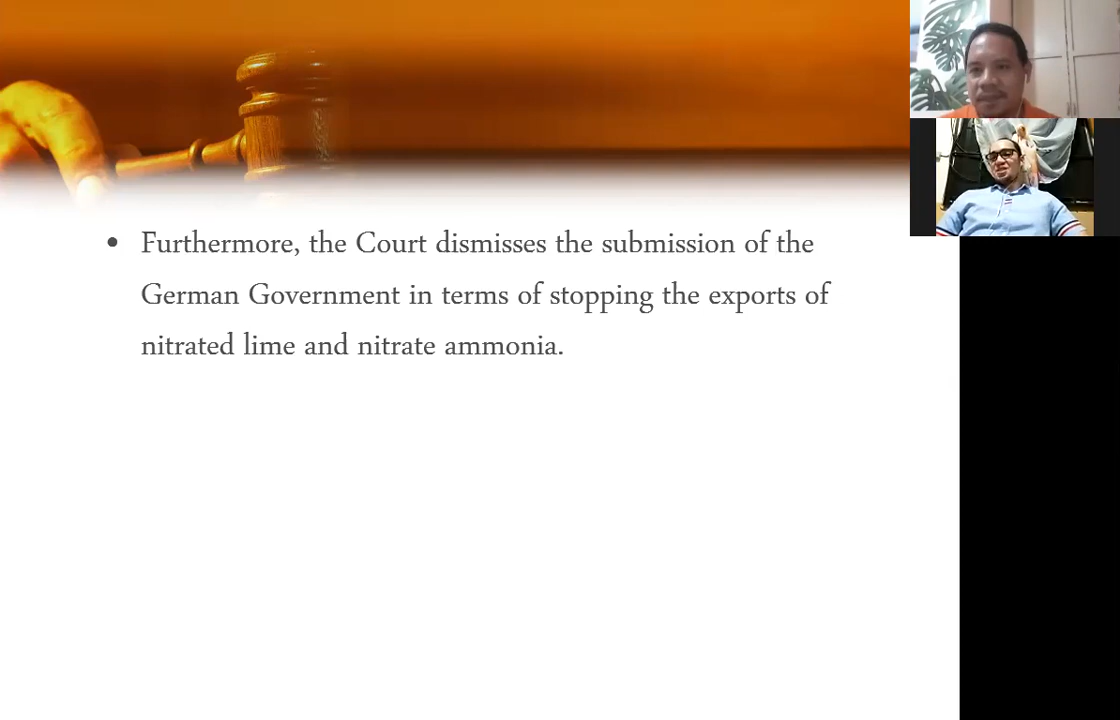 • Furthermore, the Court dismisses the submission of the
German Government in terms of stopping the exports of
nitrated lime and nitrate ammonia.